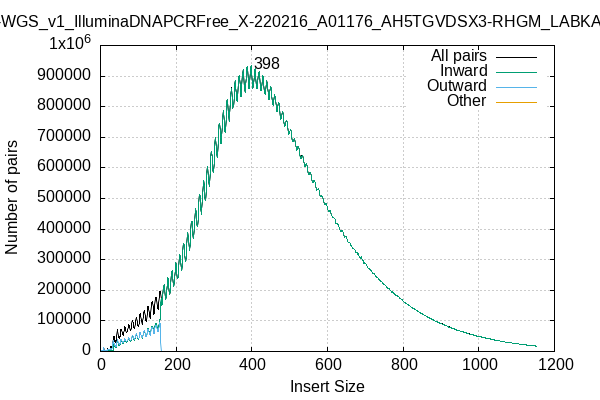 -WGS_v1_IlluminaDNAPCRFree_X-220216_A01176_AH5TGVDSX3-RHGM_LABKA
1x10^6
900000
800000
700000
600000
500000
400000
300000
200000
100000
0
Number of pairs
398
All pairs
Inward
Outward
Other
0 200 400 600 800 1000 1200
Insert Size